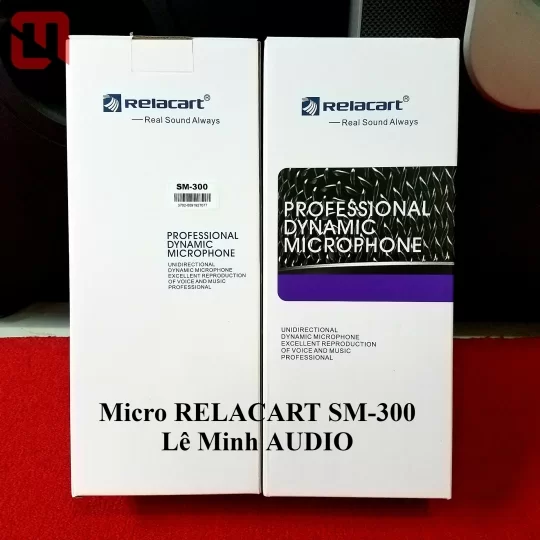 Relacart®
Real Sound Always
SM-300
PROFESSIONAL
DYNAMIC
MICROPHONE
UNIDIRECTIONAL
DYNAMIC MICROPHONE
EXCELLENT REPRODUCTION
OF VOICE AND MUSIC
PROFESSIONAL
Relacart®
Real Sound Always
PROFESSIONAL
DYNAMIC
MICROPHONE
UNIDIRECTIONAL
DYNAMIC MICROPHONE
EXCELLENT REPRODUCTION
OF VOICE AND MUSIC
PROFESSIONAL
Micro RELACART SM-300
Lê Minh AUDIO